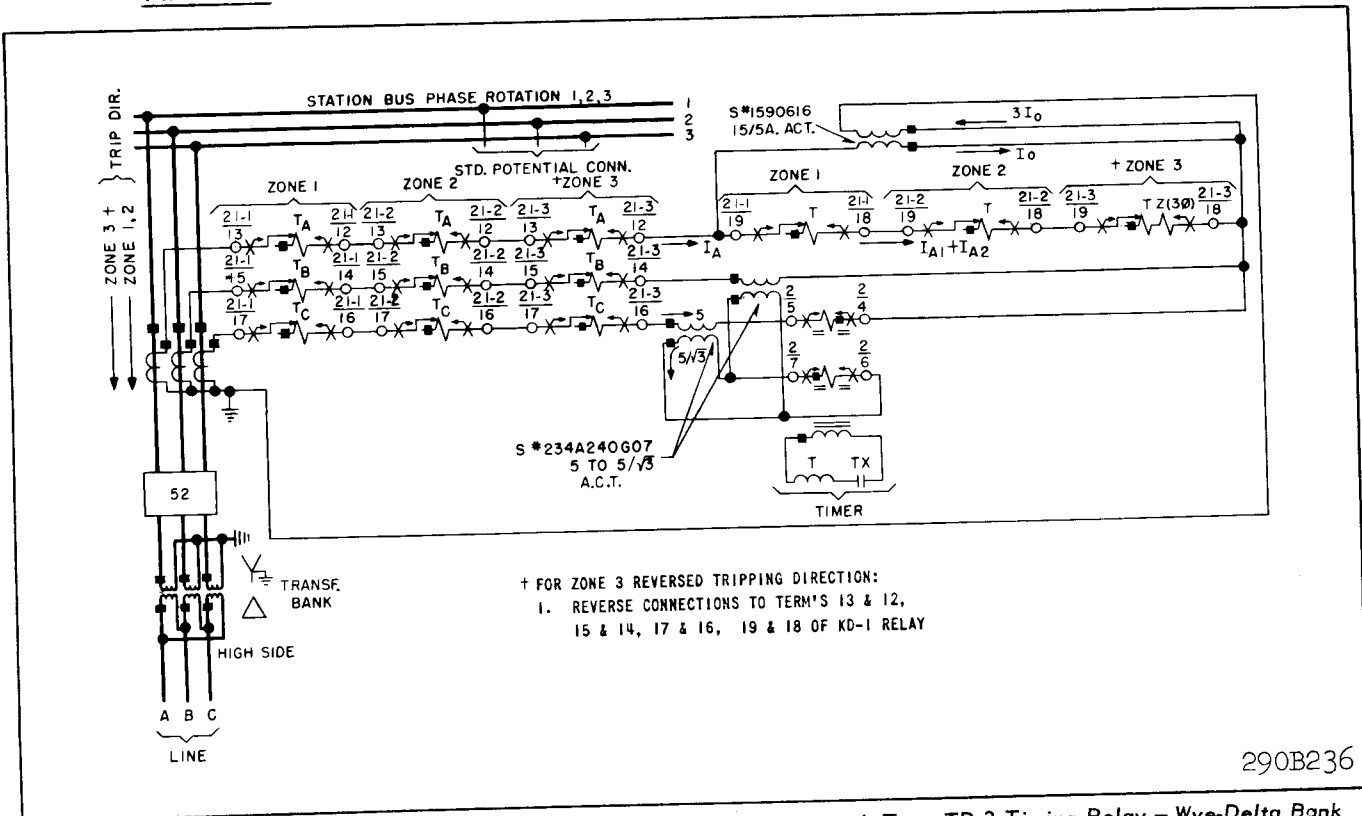 STATION BUS PHASE ROTATION 1,2,3
1
2
3
TRIP DIR.
ZONE 3 +
ZONE 1,2
STD. POTENTIAL CONN.
S#1590616
15/5A. ACT.
3I0
I0
ZONE 1
ZONE 2
+ZONE 3
ZONE 1
ZONE 2
+ ZONE 3
21-1 13 TA 21-1 12 21-2 13 TA 21-2 12 21-3 13 TA 21-3 12
IA
21-1 19 T 21-1 18 21-2 19 T 21-2 18 21-3 19 T Z(3Ø) 21-3 18
IA1+IA2
21-1 15 TB 21-1 14 21-2 15 TB 21-2 14 21-3 15 TB 21-3 14
21-1 17 TC 21-1 16 21-2 17 TC 21-2 16 21-3 17 TC 21-3 16
5
2 5 2 4
5/√3
2 7 2 6
S#234A240G07
5 TO 5/√3
A.C.T.
T TX
TIMER
52
TRANSF.
BANK
HIGH SIDE
A B C
LINE
† FOR ZONE 3 REVERSED TRIPPING DIRECTION:
1. REVERSE CONNECTIONS TO TERM'S 13 & 12,
15 & 14, 17 & 16, 19 & 18 OF KD-1 RELAY
290B236
Type TD-2 Timing Relay – Wye-Delta Bank